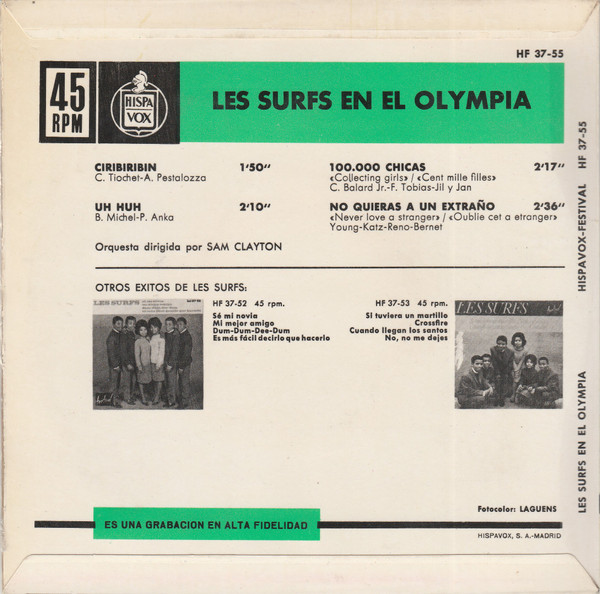 HF 37-55
45
RPM
HISPA
VOX
LES SURFS EN EL OLYMPIA
CIRIBIRIBIN 1'50"
C. Tiochet-A. Pestalozza
UH HUH 2'10"
B. Michel-P. Anka
Orquesta dirigida por SAM CLAYTON
100.000 CHICAS 2'17"
«Collecting girls» / «Cent mille filles»
C. Balard Jr.-F. Tobias-Jil y Jan
NO QUIERAS A UN EXTRAÑO 2'36"
«Never love a stranger» / «Oublie cet a etranger»
Young-Katz-Reno-Bernet
OTROS EXITOS DE LES SURFS:
LES SURFS
HF 37-52 45 rpm.
Sé mi novia
Mi mejor amigo
Dum-Dum-Dee-Dum
Es más fácil decirlo que hacerlo
HF 37-53 45 rpm.
Si tuviera un martillo
Crossfire
Cuando llegan los santos
No, no me dejes
LES SURFS
HISPAVOX-FESTIVAL HF 37-55
LES SURFS EN EL OLYMPIA
Fotocolor: LAGUENS
ES UNA GRABACION EN ALTA FIDELIDAD
HISPAVOX, S. A.-MADRID